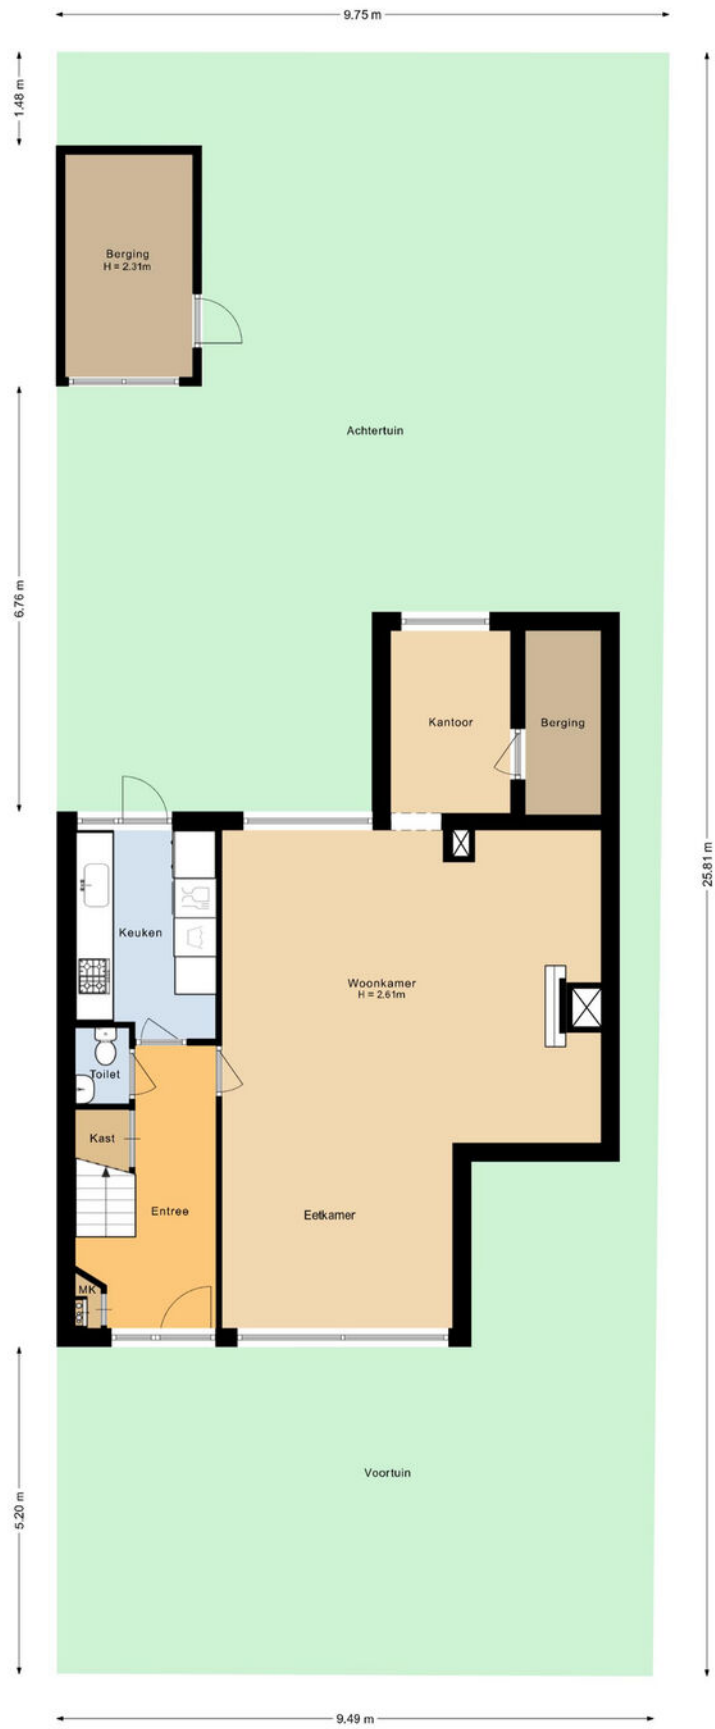 9.75 m
1.48 m
Berging
H = 2.31m
Achtertuin
6.76 m
Kantoor
Berging
25.81 m
Keuken
Woonkamer
H = 2.61m
Toilet
Kast
Entree
Eetkamer
MK
Voortuin
5.20 m
9.49 m